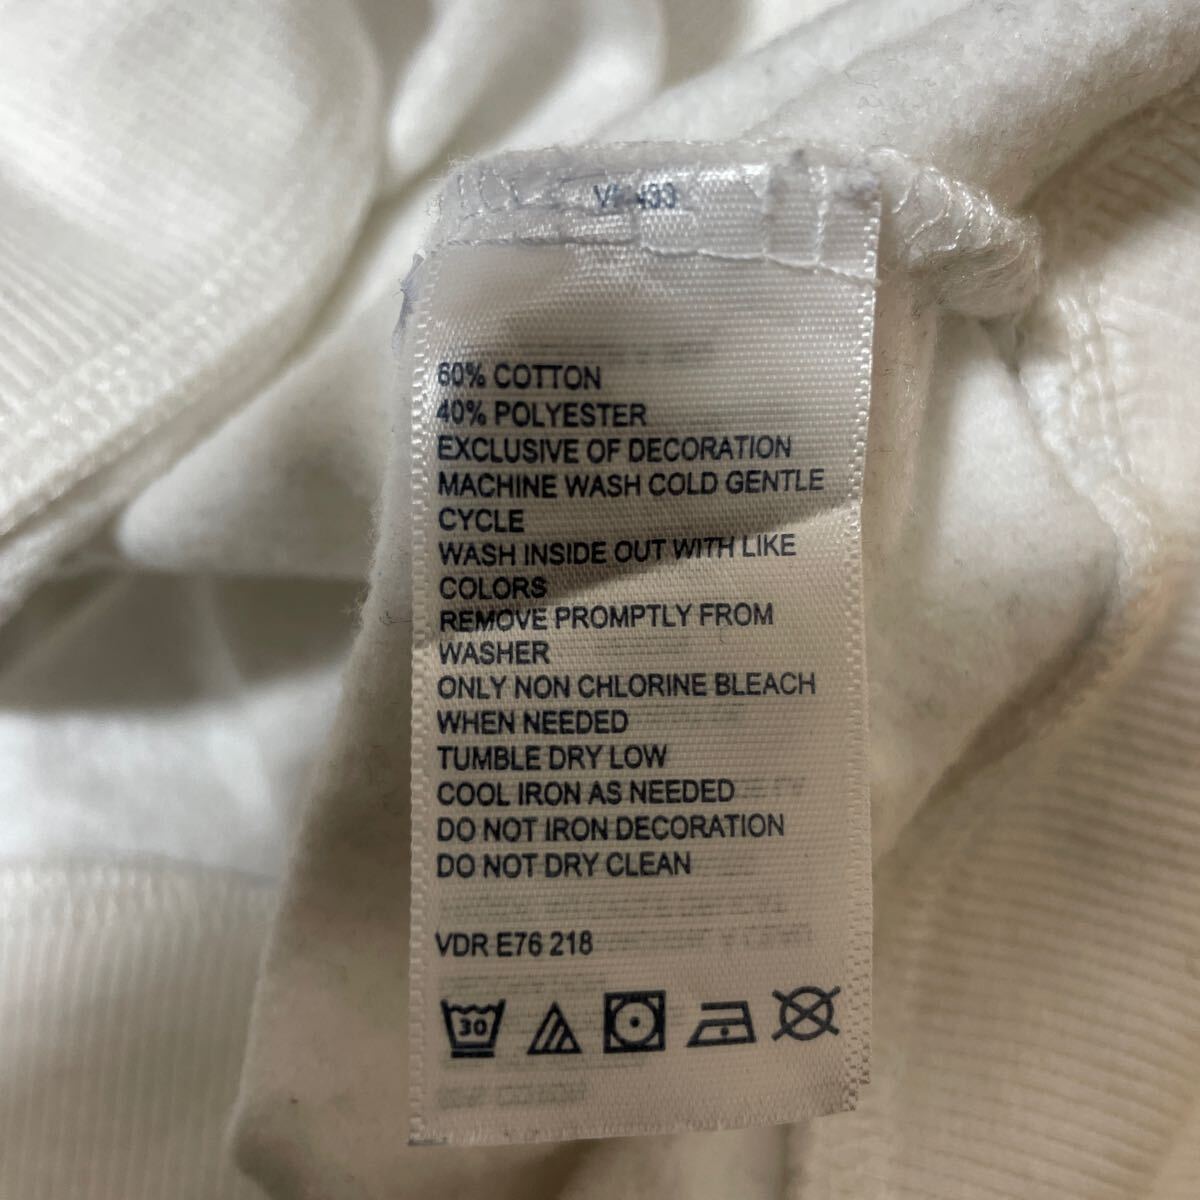 60% COTTON
40% POLYESTER
EXCLUSIVE OF DECORATION
MACHINE WASH COLD GENTLE
CYCLE
WASH INSIDE OUT WITH LIKE
COLORS
REMOVE PROMPTLY FROM
WASHER
ONLY NON CHLORINE BLEACH
WHEN NEEDED
TUMBLE DRY LOW
COOL IRON AS NEEDED
DO NOT IRON DECORATION
DO NOT DRY CLEAN
VDR E76 218
30